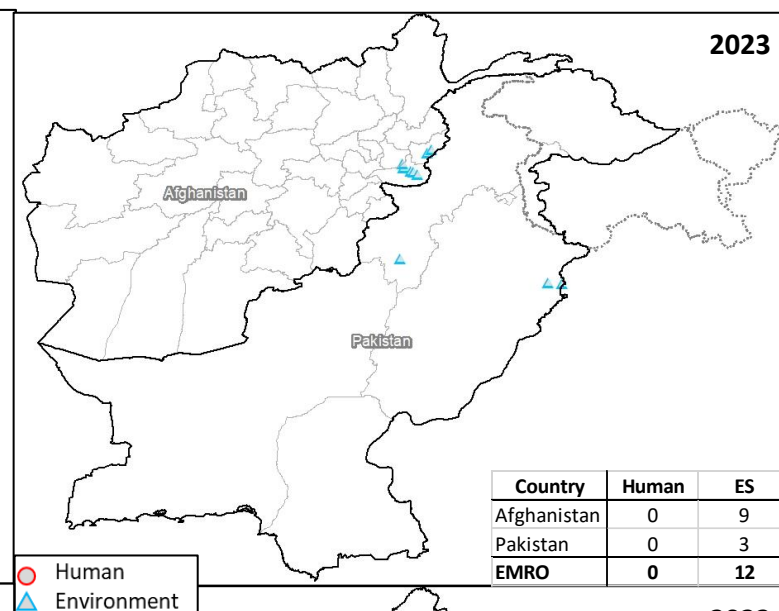 2023
Afghanistan
Pakistan
Country Human ES
Afghanistan 0 9
Pakistan 0 3
EMRO 0 12
Human
Environment